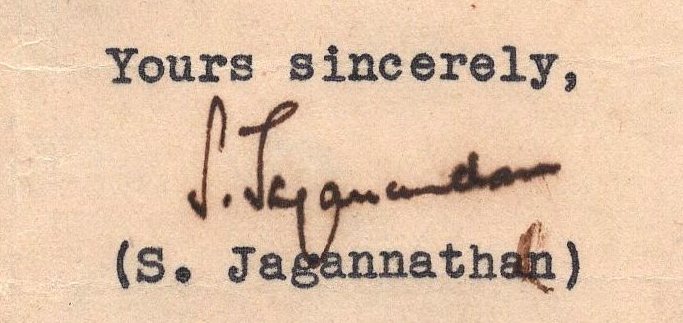 Yours sincerely,
S. Jagannathan
(S. Jagannathan)